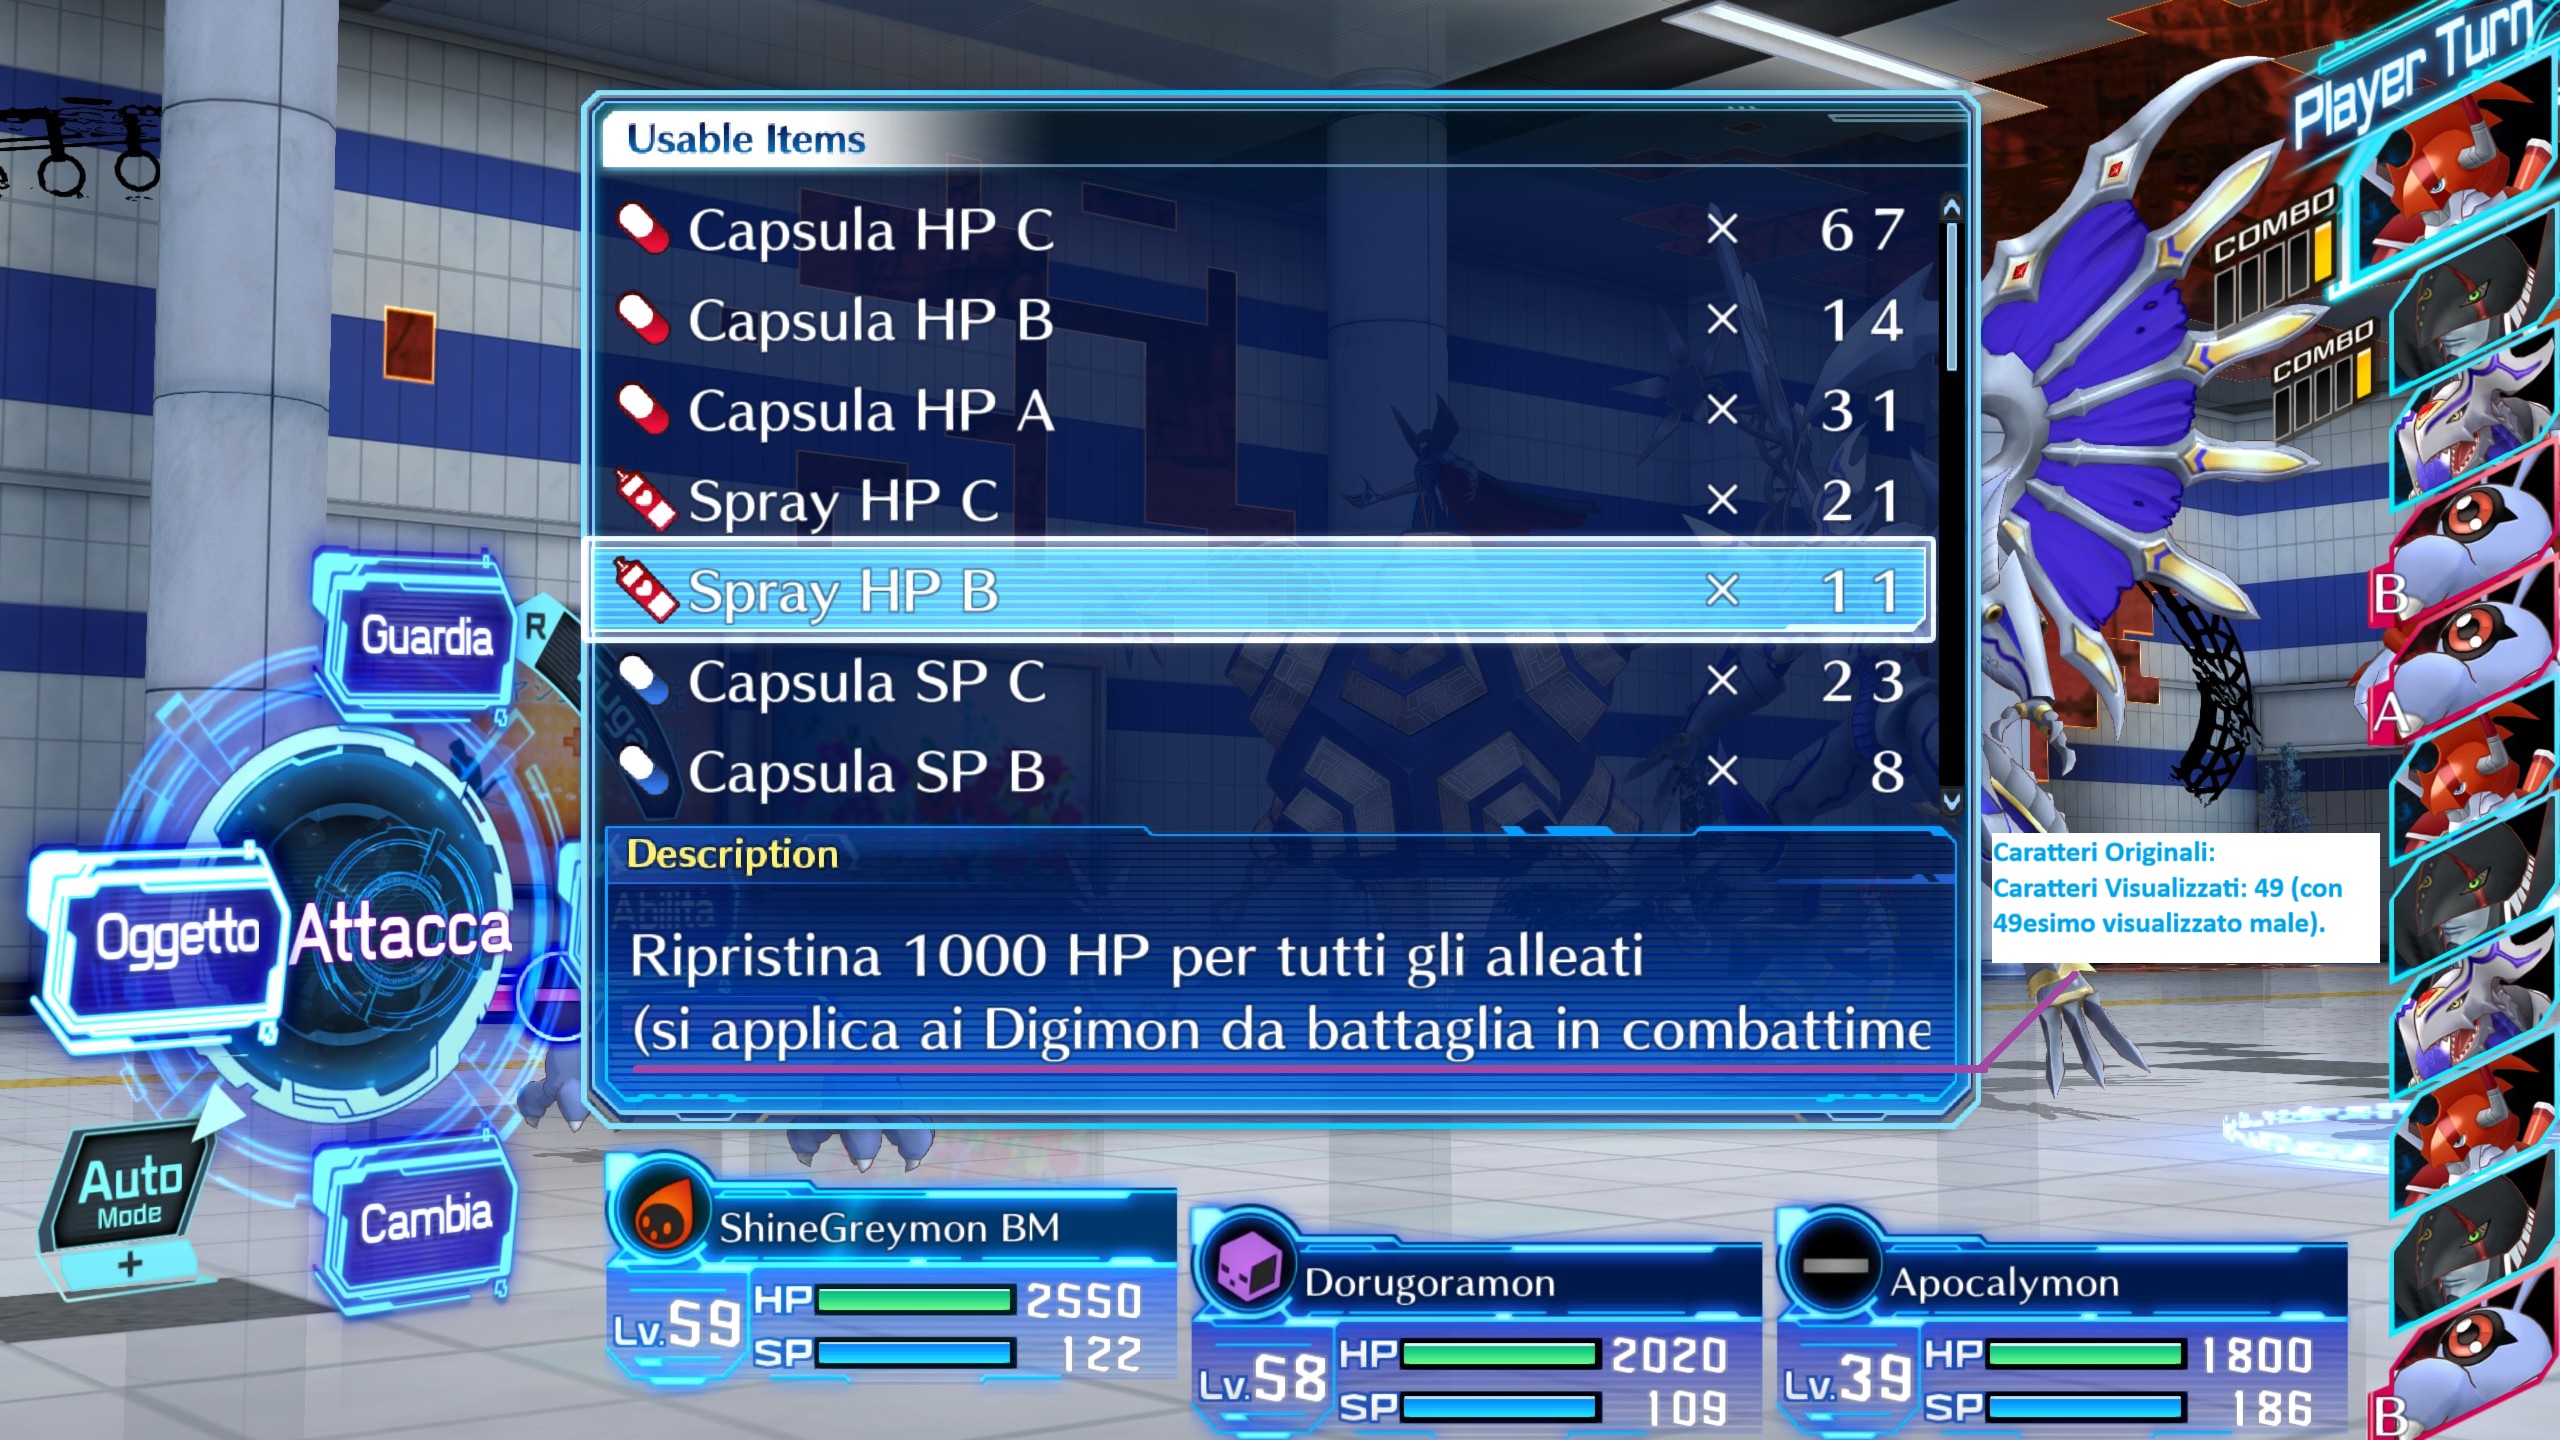 Player Turn
Usable Items
Capsula HP C × 67
Capsula HP B × 14
Capsula HP A × 31
Spray HP C × 21
Spray HP B × 11
Capsula SP C × 23
Capsula SP B × 8
COMBO
COMBO
B
A
B
Guardia
R
Oggetto
Attacca
Cambia
Abilità
Auto
Mode
+
Description
Ripristina 1000 HP per tutti gli alleati
(si applica ai Digimon da battaglia in combattime
Caratteri Originali:
Caratteri Visualizzati: 49 (con
49esimo visualizzato male).
ShineGreymon BM
Lv.59
HP 2550
SP 122
Dorugoramon
Lv.58
HP 2020
SP 109
Apocalymon
Lv.39
HP 1800
SP 186